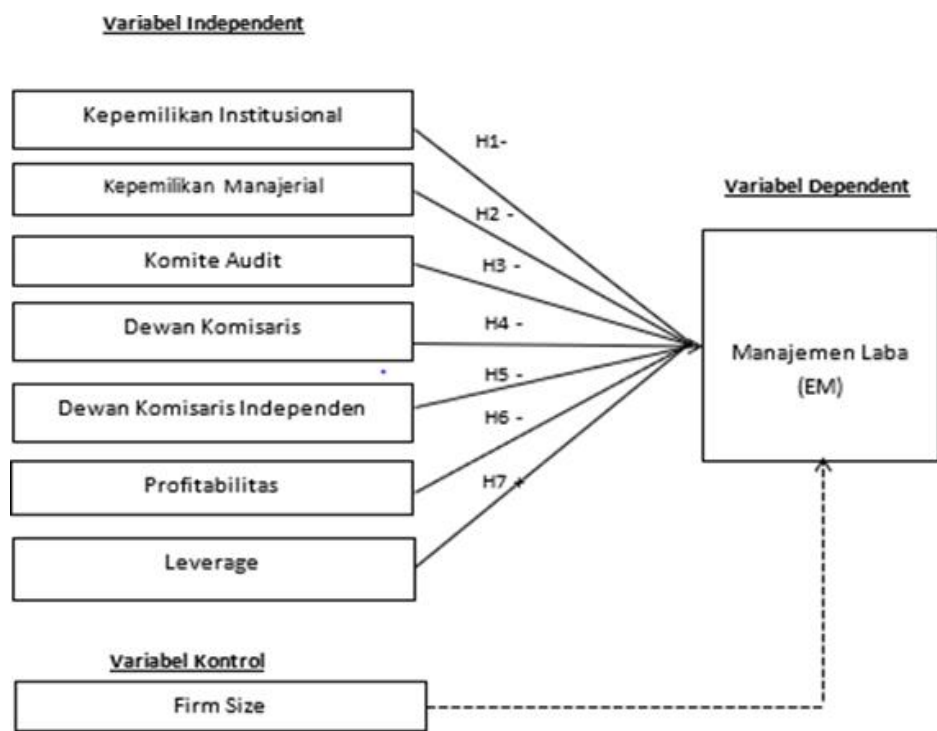 Variabel Independent
Kepemilikan Institusional
H1-
Kepemilikan Manajerial
Variabel Dependent
H2 -
Komite Audit
H3 -
Dewan Komisaris
H4 -
Manajemen Laba
(EM)
H5 -
Dewan Komisaris Independen
H6 -
Profitabilitas
H7 +
Leverage
Variabel Kontrol
Firm Size